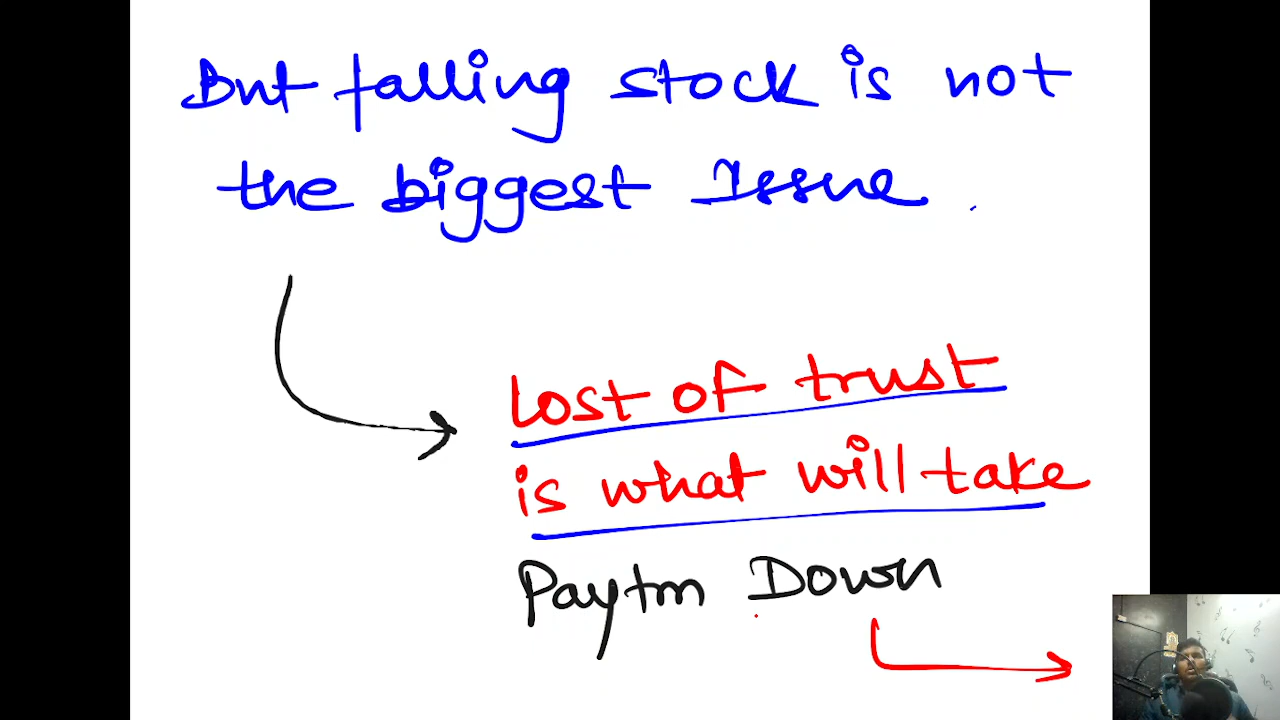 But falling stock is not
the biggest Issue.
Lost of trust
is what will take
Paytm Down